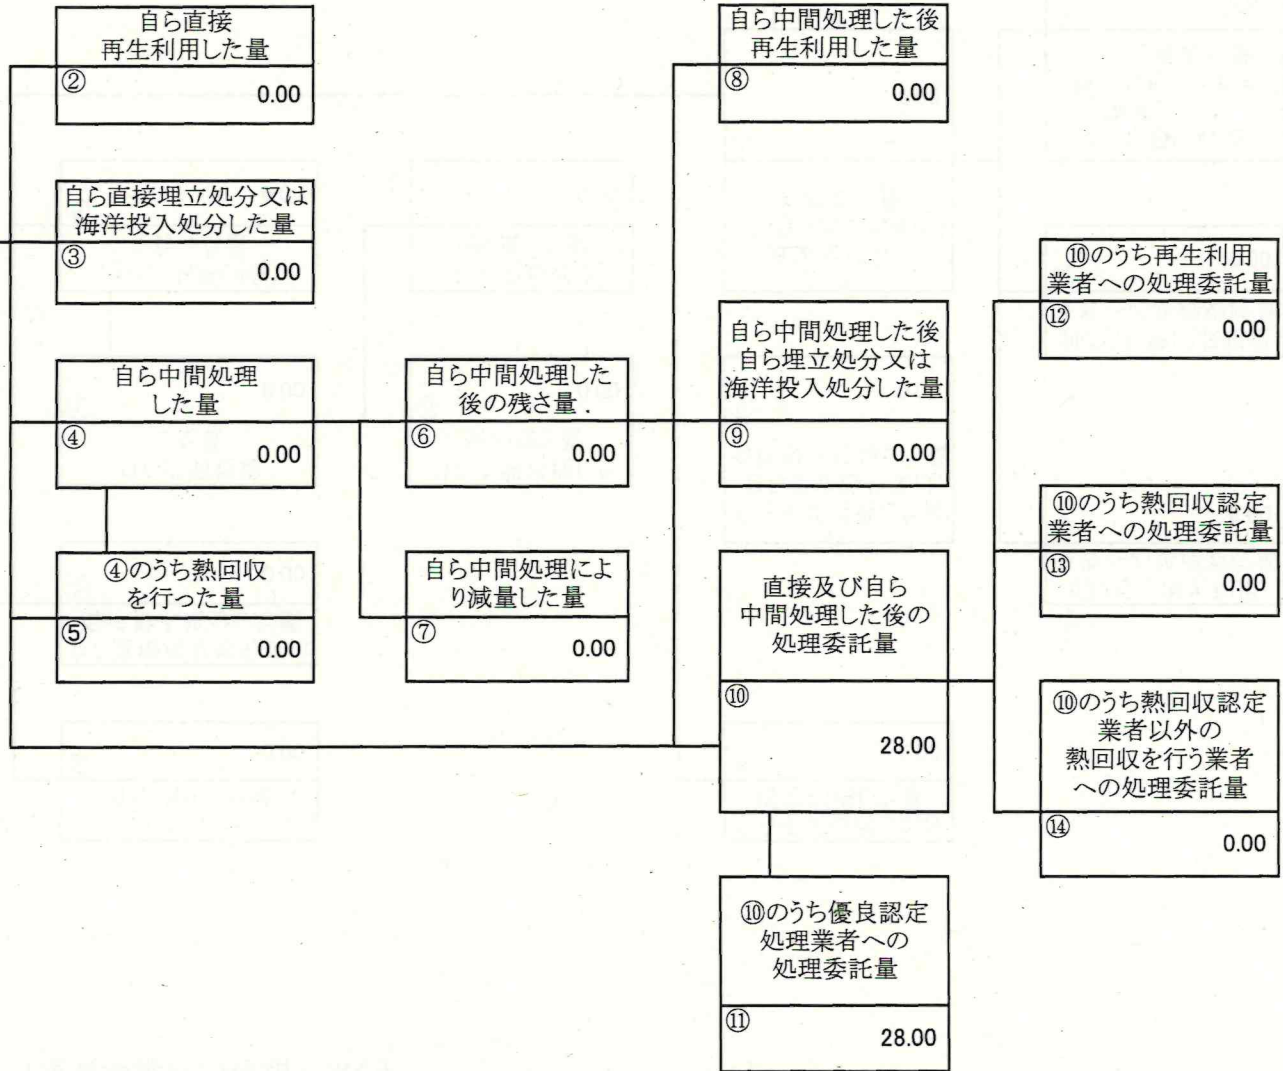 自ら直接
再生利用した量
②
0.00
自ら直接埋立処分又は
海洋投入処分した量
③
0.00
自ら中間処理
した量
④
0.00
④のうち熱回収
を行った量
⑤
0.00
自ら中間処理した
後の残さ量
⑥
0.00
自ら中間処理によ
り減量した量
⑦
0.00
自ら中間処理した後
再生利用した量
⑧
0.00
自ら中間処理した後
自ら埋立処分又は
海洋投入処分した量
⑨
0.00
直接及び自ら
中間処理した後の
処理委託量
⑩
28.00
⑩のうち優良認定
処理業者への
処理委託量
⑪
28.00
⑩のうち再生利用
業者への処理委託量
⑫
0.00
⑩のうち熱回収認定
業者への処理委託量
⑬
0.00
⑩のうち熱回収認定
業者以外の
熱回収を行う業者
への処理委託量
⑭
0.00